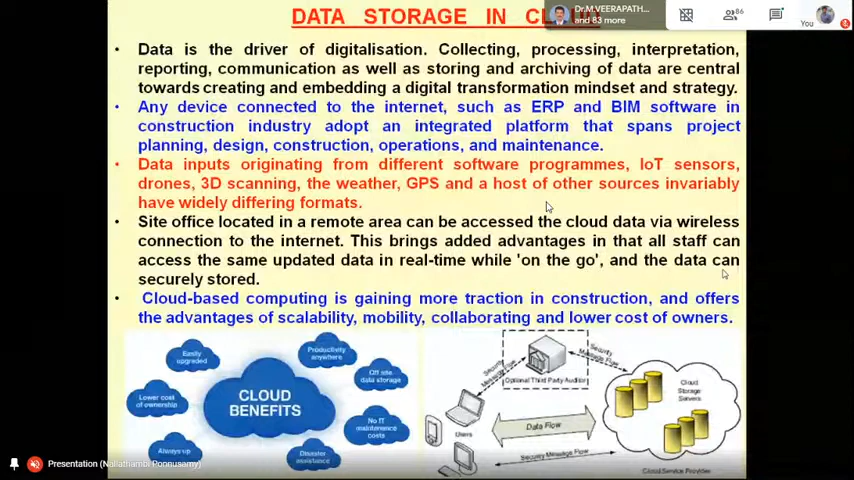 DATA STORAGE IN CL
Dr.M.VEERAPATH...
and 83 more
86
You
• Data is the driver of digitalisation. Collecting, processing, interpretation,
reporting, communication as well as storing and archiving of data are central
towards creating and embedding a digital transformation mindset and strategy.
• Any device connected to the internet, such as ERP and BIM software in
construction industry adopt an integrated platform that spans project
planning, design, construction, operations, and maintenance.
• Data inputs originating from different software programmes, IoT sensors,
drones, 3D scanning, the weather, GPS and a host of other sources invariably
have widely differing formats.
• Site office located in a remote area can be accessed the cloud data via wireless
connection to the internet. This brings added advantages in that all staff can
access the same updated data in real-time while 'on the go', and the data can
securely stored.
• Cloud-based computing is gaining more traction in construction, and offers
the advantages of scalability, mobility, collaborating and lower cost of owners.
Easily
upgraded
Productivity
anywhere
Off site
data storage
Lower cost of
ownership
CLOUD
BENEFITS
No IT
maintenance
costs
Always up
Disaster
assistance
Security
Message Flow
Security
Message Flow
Optional Third Party Auditor
Users
Data Flow
Security Message Flow
Cloud
Storage
Servers
Cloud Service Provider
Presentation (Nallathambi Ponnusamy)